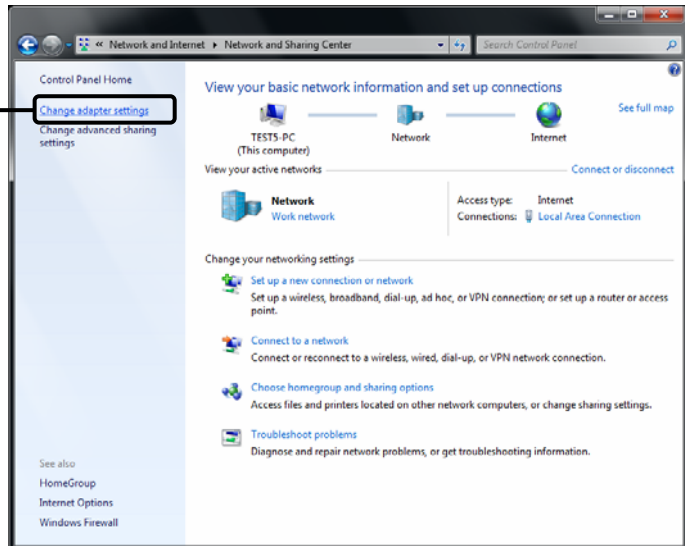 « Network and Internet ▸ Network and Sharing Center
Search Control Panel
Control Panel Home
Change adapter settings
Change advanced sharing
settings
View your basic network information and set up connections
See full map
TEST5-PC
(This computer)
Network
Internet
View your active networks
Connect or disconnect
Network
Work network
Access type: Internet
Connections: Local Area Connection
Change your networking settings
Set up a new connection or network
Set up a wireless, broadband, dial-up, ad hoc, or VPN connection; or set up a router or access
point.
Connect to a network
Connect or reconnect to a wireless, wired, dial-up, or VPN network connection.
Choose homegroup and sharing options
Access files and printers located on other network computers, or change sharing settings.
Troubleshoot problems
Diagnose and repair network problems, or get troubleshooting information.
See also
HomeGroup
Internet Options
Windows Firewall